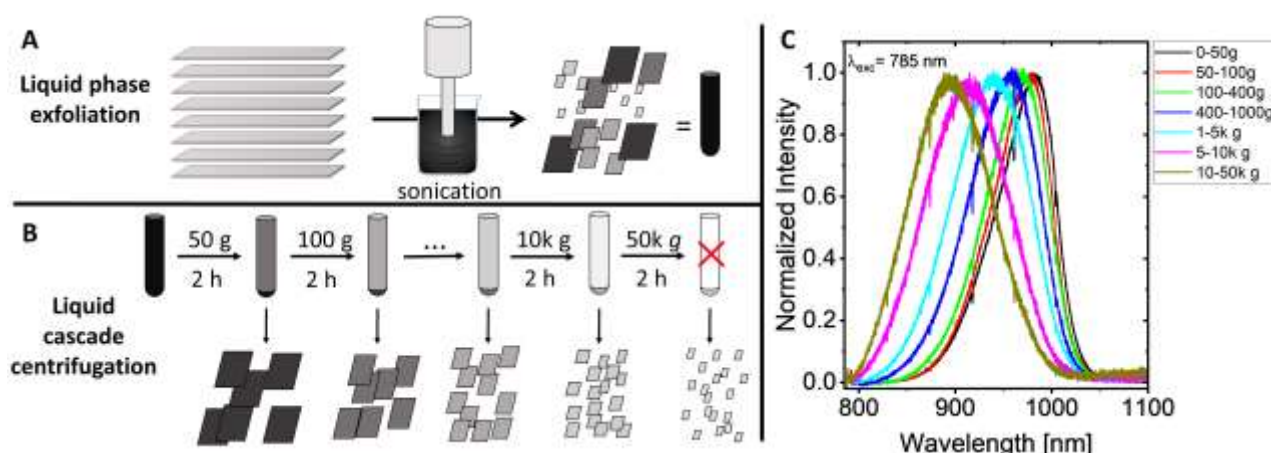 A
Liquid phase
exfoliation
=
sonication
B
50 g
100 g
...
10k g
50k g
2 h
2 h
2 h
2 h
Liquid
cascade
centrifugation
C
λexc= 785 nm
0-50g
50-100g
100-400g
400-1000g
1-5k g
5-10k g
10-50k g
Normalized Intensity
1.0
0.8
0.6
0.4
0.2
0.0
800
900
1000
1100
Wavelength [nm]